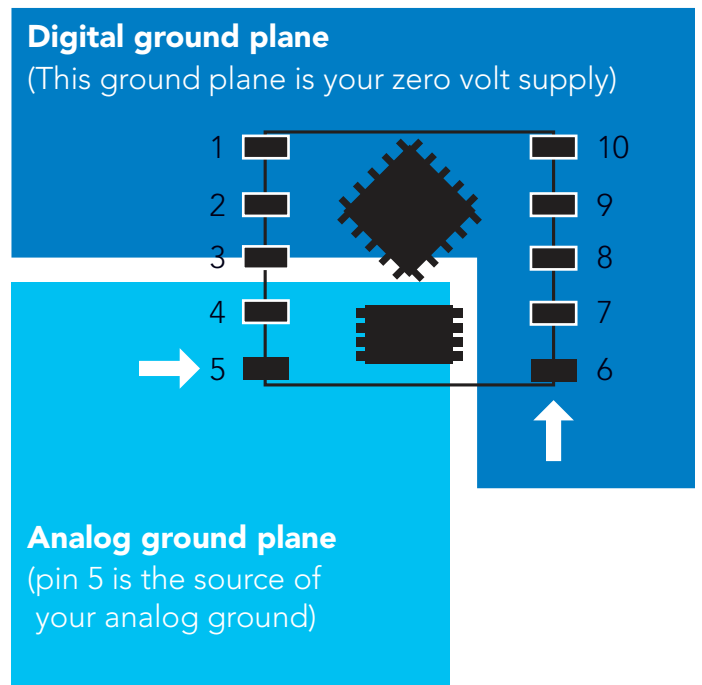 Digital ground plane
(This ground plane is your zero volt supply)
1 10
2 9
3 8
4 7
5 6
Analog ground plane
(pin 5 is the source of
your analog ground)